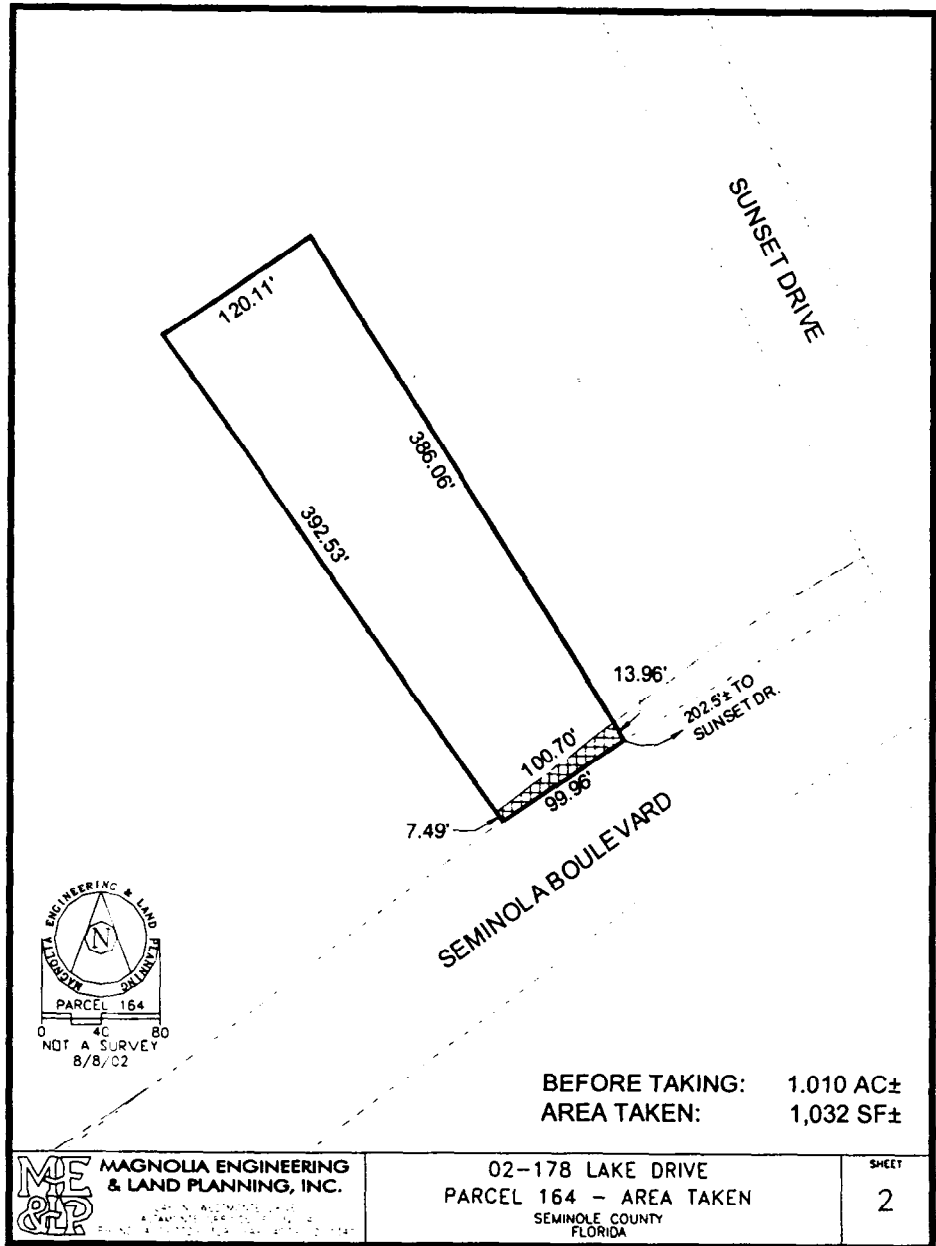 SUNSET DRIVE
120.11'
386.06'
392.53'
13.96'
202.5'± TO
SUNSET DR.
100.70'
99.96'
7.49'
SEMINOLA BOULEVARD
MAGNOLIA ENGINEERING & LAND PLANNING
N
PARCEL 164
0 40 80
NOT A SURVEY
8/8/02
BEFORE TAKING: 1.010 AC±
AREA TAKEN: 1,032 SF±
ME
&LP
MAGNOLIA ENGINEERING
& LAND PLANNING, INC.
02-178 LAKE DRIVE
PARCEL 164 - AREA TAKEN
SEMINOLE COUNTY
FLORIDA
SHEET
2